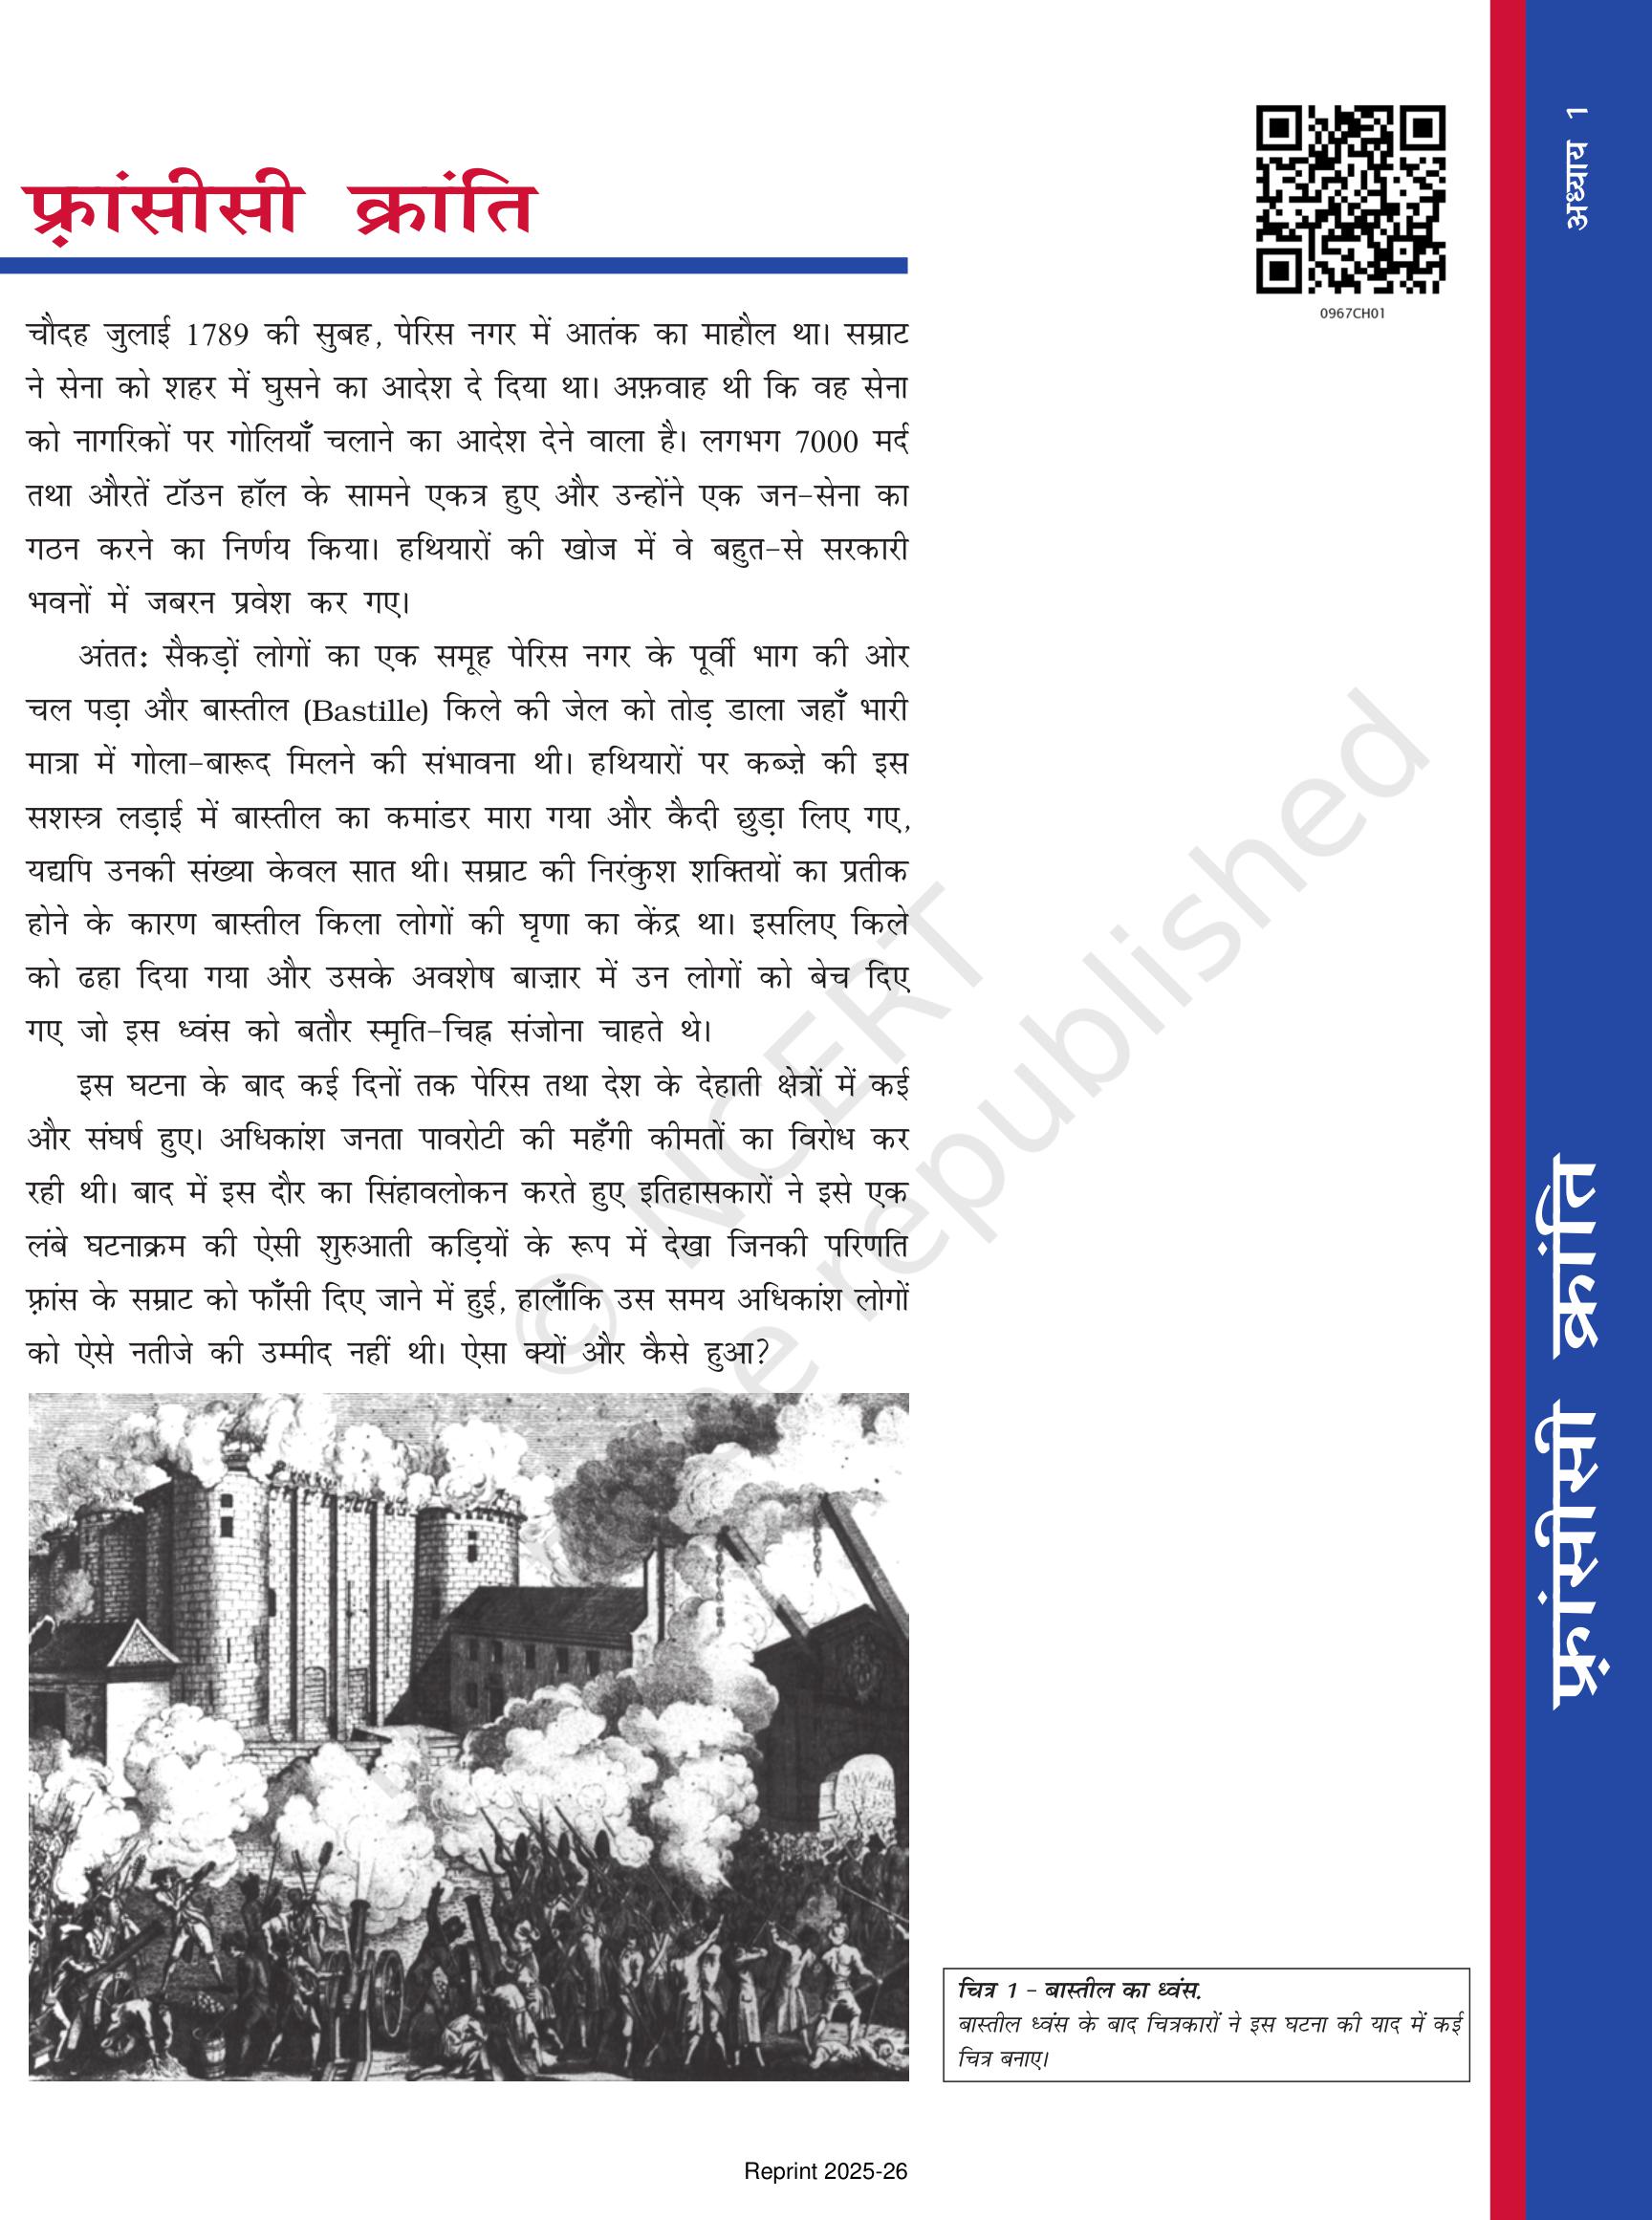 फ़्रांसीसी क्रांति
0967CH01
अध्याय 1
चौदह जुलाई 1789 की सुबह, पेरिस नगर में आतंक का माहौल था। सम्राट
ने सेना को शहर में घुसने का आदेश दे दिया था। अफ़वाह थी कि वह सेना
को नागरिकों पर गोलियाँ चलाने का आदेश देने वाला है। लगभग 7000 मर्द
तथा औरतें टॉउन हॉल के सामने एकत्र हुए और उन्होंने एक जन-सेना का
गठन करने का निर्णय किया। हथियारों की खोज में वे बहुत-से सरकारी
भवनों में जबरन प्रवेश कर गए।
अंततः सैकड़ों लोगों का एक समूह पेरिस नगर के पूर्वी भाग की ओर
चल पड़ा और बास्तील (Bastille) किले की जेल को तोड़ डाला जहाँ भारी
मात्रा में गोला-बारूद मिलने की संभावना थी। हथियारों पर कब्ज़े की इस
सशस्त्र लड़ाई में बास्तील का कमांडर मारा गया और कैदी छुड़ा लिए गए,
यद्यपि उनकी संख्या केवल सात थी। सम्राट की निरंकुश शक्तियों का प्रतीक
होने के कारण बास्तील किला लोगों की घृणा का केंद्र था। इसलिए किले
को ढहा दिया गया और उसके अवशेष बाज़ार में उन लोगों को बेच दिए
गए जो इस ध्वंस को बतौर स्मृति-चिह्न संजोना चाहते थे।
इस घटना के बाद कई दिनों तक पेरिस तथा देश के देहाती क्षेत्रों में कई
और संघर्ष हुए। अधिकांश जनता पावरोटी की महँगी कीमतों का विरोध कर
रही थी। बाद में इस दौर का सिंहावलोकन करते हुए इतिहासकारों ने इसे एक
लंबे घटनाक्रम की ऐसी शुरुआती कड़ियों के रूप में देखा जिनकी परिणति
फ़्रांस के सम्राट को फाँसी दिए जाने में हुई, हालाँकि उस समय अधिकांश लोगों
को ऐसे नतीजे की उम्मीद नहीं थी। ऐसा क्यों और कैसे हुआ?
© NCERT
be republished
चित्र 1 - बास्तील का ध्वंस.
बास्तील ध्वंस के बाद चित्रकारों ने इस घटना की याद में कई
चित्र बनाए।
फ़्रांसीसी क्रांति
Reprint 2025-26